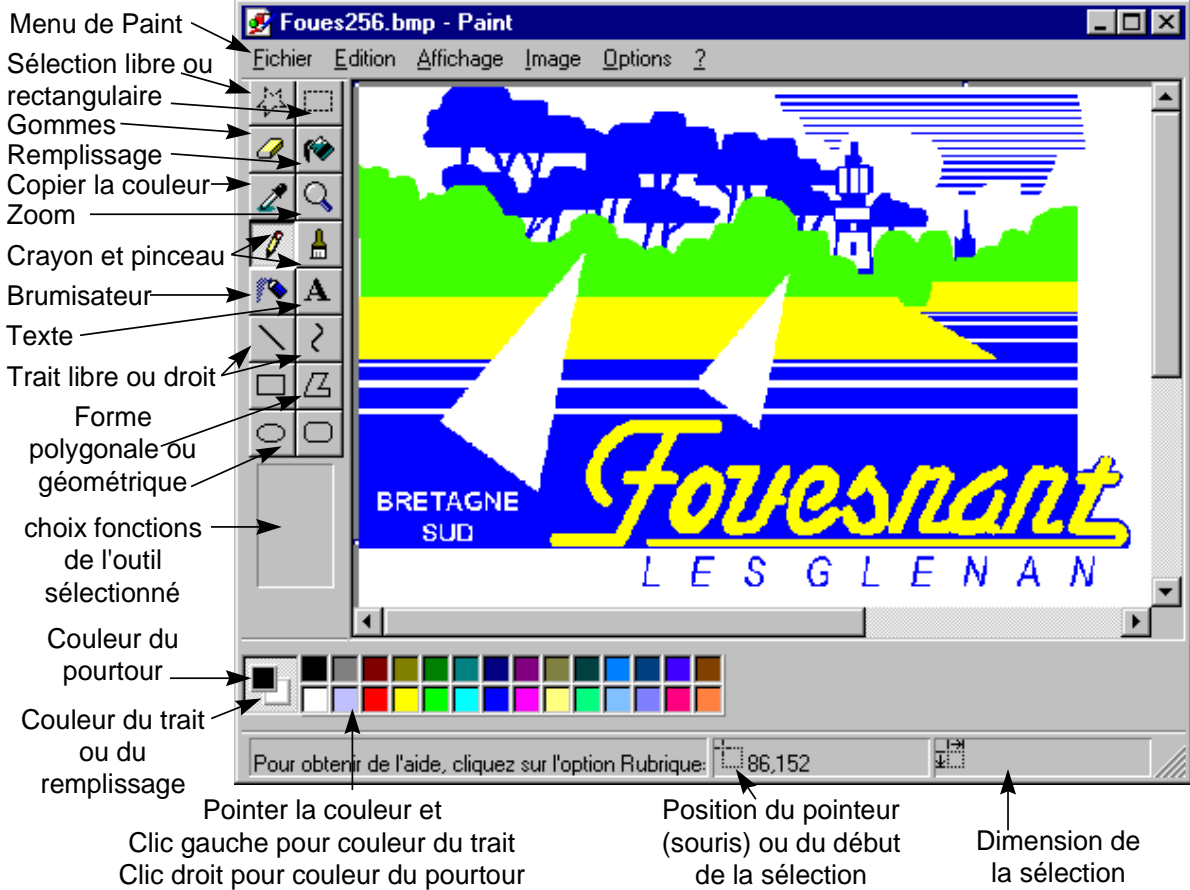 Menu de Paint
Sélection libre ou
rectangulaire
Gommes
Remplissage
Copier la couleur
Zoom
Crayon et pinceau
Brumisateur
Texte
Trait libre ou droit
Forme
polygonale ou
géométrique
choix fonctions
de l'outil
sélectionné
Couleur du
pourtour
Couleur du trait
ou du
remplissage
Foues256.bmp - Paint
Fichier Edition Affichage Image Options ?
A
BRETAGNE
SUD
Fouesnant
LES GLENAN
Pour obtenir de l'aide, cliquez sur l'option Rubrique:
86,152
Pointer la couleur et
Clic gauche pour couleur du trait
Clic droit pour couleur du pourtour
Position du pointeur
(souris) ou du début
de la sélection
Dimension de
la sélection